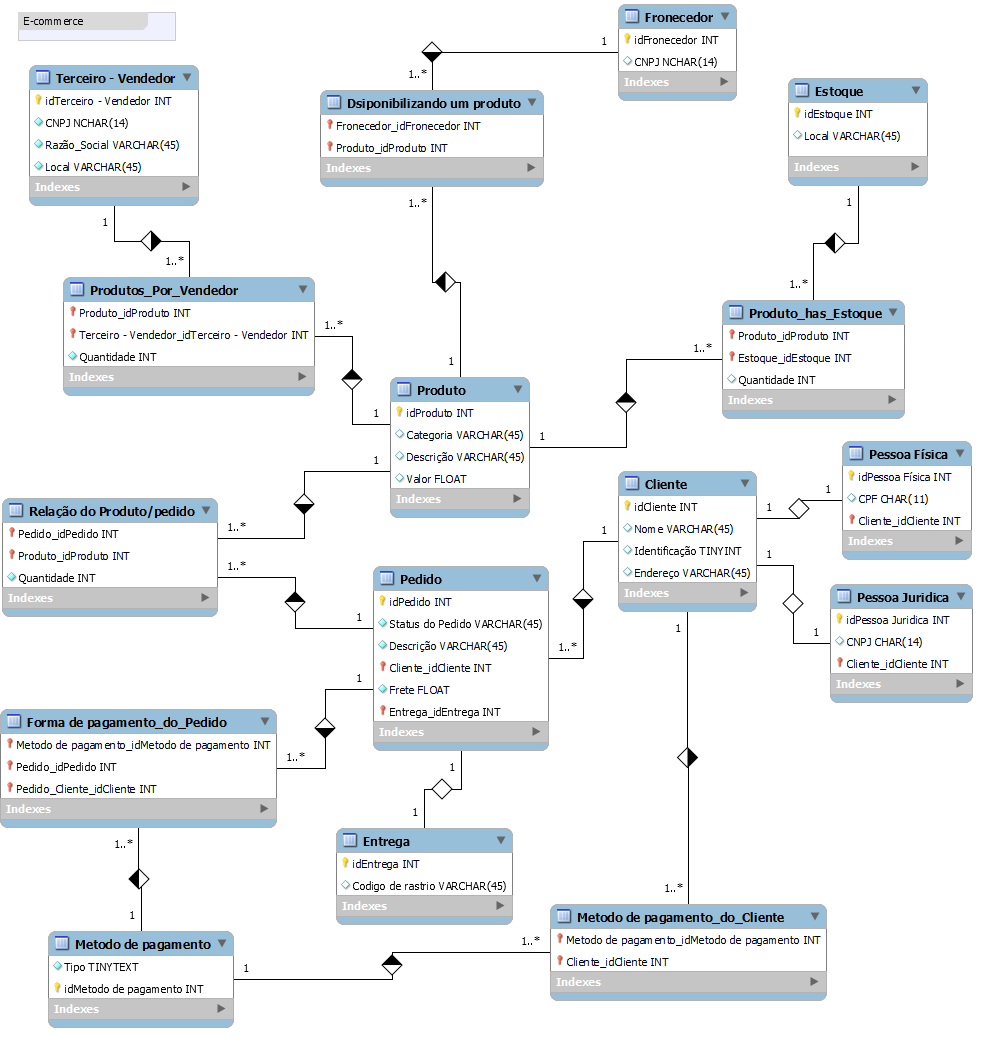 E-commerce
Fronecedor
idFronecedor INT
CNPJ NCHAR(14)
Indexes
1
1..*
Terceiro - Vendedor
idTerceiro - Vendedor INT
CNPJ NCHAR(14)
Razão_Social VARCHAR(45)
Local VARCHAR(45)
Indexes
Dsiponibilizando um produto
Fronecedor_idFronecedor INT
Produto_idProduto INT
Indexes
Estoque
idEstoque INT
Local VARCHAR(45)
Indexes
1
1..*
1..*
1
1
1..*
Produtos_Por_Vendedor
Produto_idProduto INT
Terceiro - Vendedor_idTerceiro - Vendedor INT
Quantidade INT
Indexes
1..*
1
Produto_has_Estoque
Produto_idProduto INT
Estoque_idEstoque INT
Quantidade INT
Indexes
1..*
1
Produto
idProduto INT
Categoria VARCHAR(45)
Descrição VARCHAR(45)
Valor FLOAT
Indexes
1
1..*
Relação do Produto/pedido
Pedido_idPedido INT
Produto_idProduto INT
Quantidade INT
Indexes
1..*
1
Cliente
idCliente INT
Nome VARCHAR(45)
Identificação TINYINT
Endereço VARCHAR(45)
Indexes
1
1
Pessoa Física
idPessoa Física INT
CPF CHAR(11)
Cliente_idCliente INT
Indexes
1
1
Pessoa Juridica
idPessoa Juridica INT
CNPJ CHAR(14)
Cliente_idCliente INT
Indexes
1
1..*
Pedido
idPedido INT
Status do Pedido VARCHAR(45)
Descrição VARCHAR(45)
Cliente_idCliente INT
Frete FLOAT
Entrega_idEntrega INT
Indexes
1
1..*
Forma de pagamento_do_Pedido
Metodo de pagamento_idMetodo de pagamento INT
Pedido_idPedido INT
Pedido_Cliente_idCliente INT
Indexes
1
1
Entrega
idEntrega INT
Codigo de rastrio VARCHAR(45)
Indexes
1..*
1
1
1..*
Metodo de pagamento
Tipo TINYTEXT
idMetodo de pagamento INT
Indexes
1
1..*
Metodo de pagamento_do_Cliente
Metodo de pagamento_idMetodo de pagamento INT
Cliente_idCliente INT
Indexes